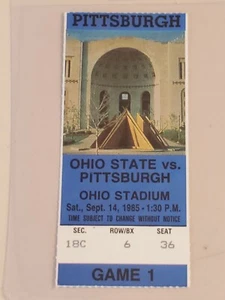 PITTSBURGH
OHIO STATE vs.
PITTSBURGH
OHIO STADIUM
Sat., Sept. 14, 1985 - 1:30 P.M.
TIME SUBJECT TO CHANGE WITHOUT NOTICE
SEC. ROW/BX SEAT
18C 6 36
GAME 1